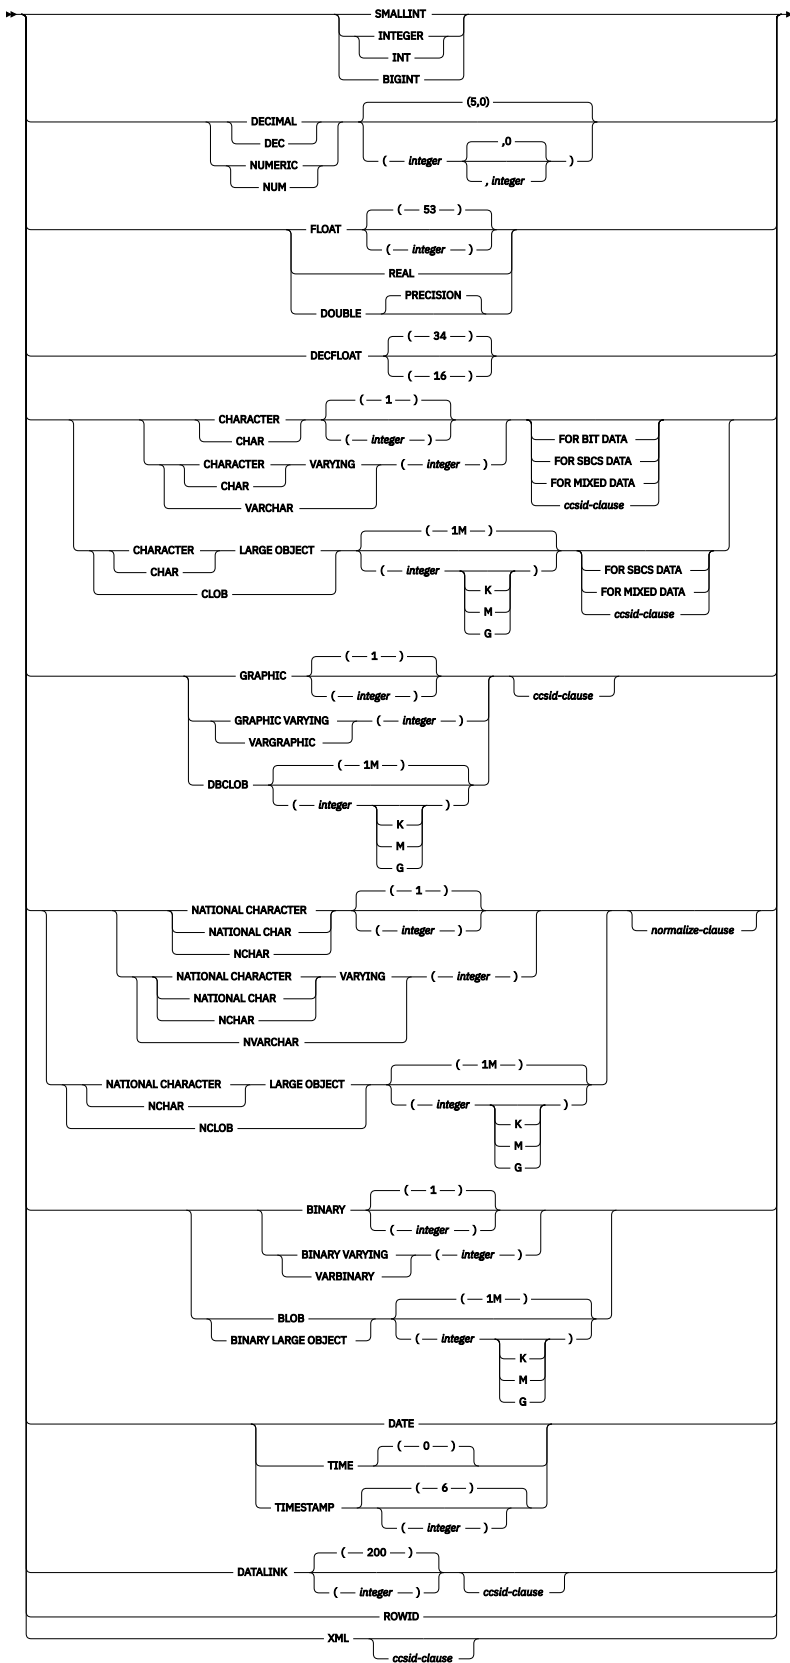 SMALLINT
INTEGER
INT
BIGINT
(5,0)
DECIMAL
DEC
,0
( integer )
NUMERIC
, integer
NUM
( 53 )
FLOAT
( integer )
REAL
PRECISION
DOUBLE
( 34 )
DECFLOAT
( 16 )
( 1 )
CHARACTER
CHAR
( integer )
FOR BIT DATA
CHARACTER VARYING ( integer )
FOR SBCS DATA
CHAR
FOR MIXED DATA
VARCHAR
ccsid-clause
( 1M )
CHARACTER LARGE OBJECT
CHAR
( integer )
FOR SBCS DATA
K
FOR MIXED DATA
CLOB
M
ccsid-clause
G
( 1 )
GRAPHIC
( integer )
ccsid-clause
GRAPHIC VARYING ( integer )
VARGRAPHIC
( 1M )
DBCLOB
( integer )
K
M
G
( 1 )
NATIONAL CHARACTER
NATIONAL CHAR
( integer )
normalize-clause
NCHAR
NATIONAL CHARACTER VARYING ( integer )
NATIONAL CHAR
NCHAR
NVARCHAR
( 1M )
NATIONAL CHARACTER LARGE OBJECT
NCHAR
( integer )
K
NCLOB
M
G
( 1 )
BINARY
( integer )
BINARY VARYING ( integer )
VARBINARY
( 1M )
BLOB
BINARY LARGE OBJECT
( integer )
K
M
G
DATE
( 0 )
TIME
( 6 )
TIMESTAMP
( integer )
( 200 )
DATALINK
( integer )
ccsid-clause
ROWID
XML
ccsid-clause